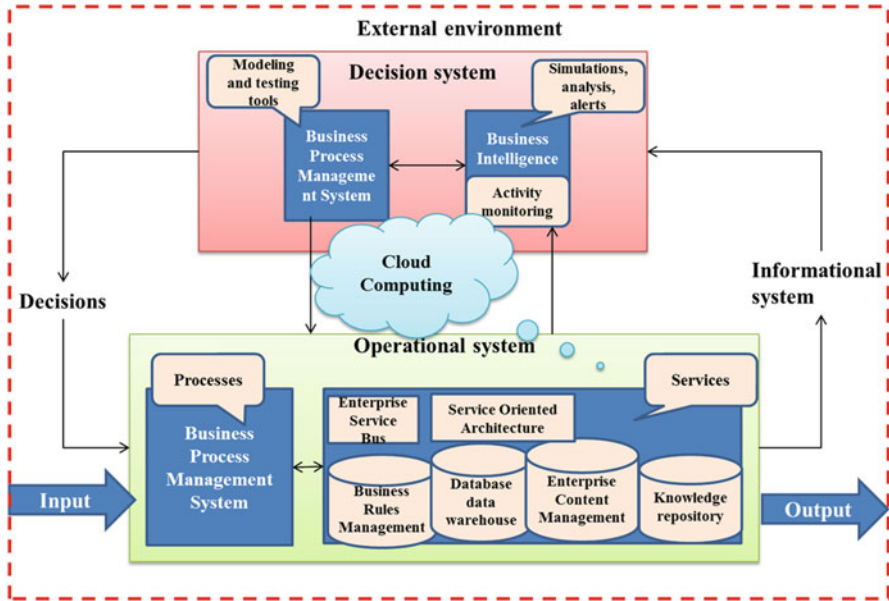 External environment
Decision system
Modeling
and testing
tools
Simulations,
analysis,
alerts
Business
Process
Manageme
nt System
Business
Intelligence
Activity
monitoring
Cloud
Computing
Decisions
Informational
system
Operational system
Processes
Services
Business
Process
Management
System
Enterprise
Service
Bus
Service Oriented
Architecture
Business
Rules
Management
Database
data
warehouse
Enterprise
Content
Management
Knowledge
repository
Input
Output